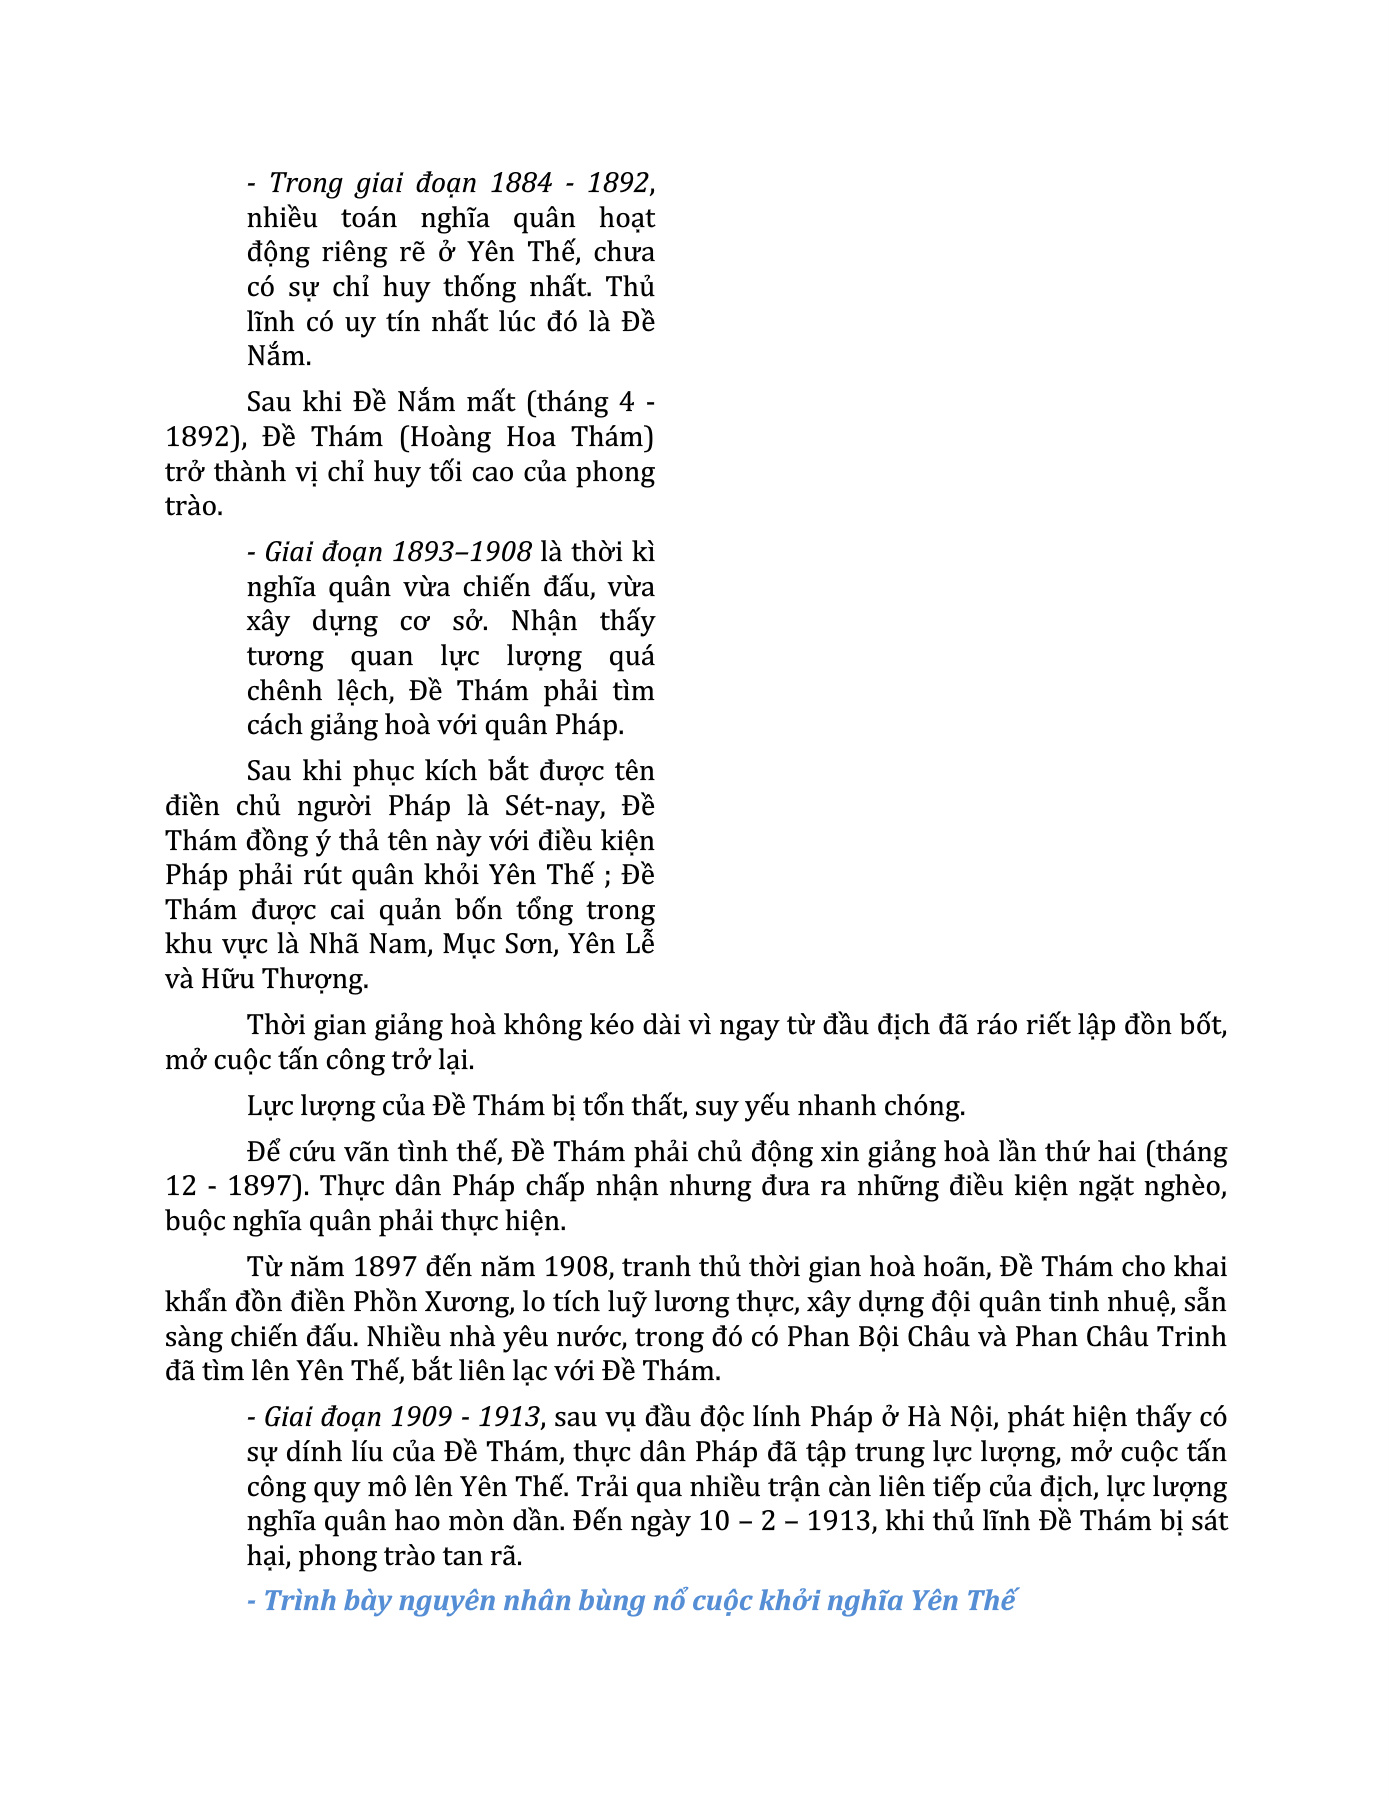 - Trong giai đoạn 1884 - 1892,
nhiều toán nghĩa quân hoạt
động riêng rẽ ở Yên Thế, chưa
có sự chỉ huy thống nhất. Thủ
lĩnh có uy tín nhất lúc đó là Đề
Nắm.
Sau khi Đề Nắm mất (tháng 4 -
1892), Đề Thám (Hoàng Hoa Thám)
trở thành vị chỉ huy tối cao của phong
trào.
- Giai đoạn 1893–1908 là thời kì
nghĩa quân vừa chiến đấu, vừa
xây dựng cơ sở. Nhận thấy
tương quan lực lượng quá
chênh lệch, Đề Thám phải tìm
cách giảng hoà với quân Pháp.
Sau khi phục kích bắt được tên
điền chủ người Pháp là Sét-nay, Đề
Thám đồng ý thả tên này với điều kiện
Pháp phải rút quân khỏi Yên Thế ; Đề
Thám được cai quản bốn tổng trong
khu vực là Nhã Nam, Mục Sơn, Yên Lễ
và Hữu Thượng.
Thời gian giảng hoà không kéo dài vì ngay từ đầu địch đã ráo riết lập đồn bốt,
mở cuộc tấn công trở lại.
Lực lượng của Đề Thám bị tổn thất, suy yếu nhanh chóng.
Để cứu vãn tình thế, Đề Thám phải chủ động xin giảng hoà lần thứ hai (tháng
12 - 1897). Thực dân Pháp chấp nhận nhưng đưa ra những điều kiện ngặt nghèo,
buộc nghĩa quân phải thực hiện.
Từ năm 1897 đến năm 1908, tranh thủ thời gian hoà hoãn, Đề Thám cho khai
khẩn đồn điền Phồn Xương, lo tích luỹ lương thực, xây dựng đội quân tinh nhuệ, sẵn
sàng chiến đấu. Nhiều nhà yêu nước, trong đó có Phan Bội Châu và Phan Châu Trinh
đã tìm lên Yên Thế, bắt liên lạc với Đề Thám.
- Giai đoạn 1909 - 1913, sau vụ đầu độc lính Pháp ở Hà Nội, phát hiện thấy có
sự dính líu của Đề Thám, thực dân Pháp đã tập trung lực lượng, mở cuộc tấn
công quy mô lên Yên Thế. Trải qua nhiều trận càn liên tiếp của địch, lực lượng
nghĩa quân hao mòn dần. Đến ngày 10 – 2 – 1913, khi thủ lĩnh Đề Thám bị sát
hại, phong trào tan rã.
- Trình bày nguyên nhân bùng nổ cuộc khởi nghĩa Yên Thế